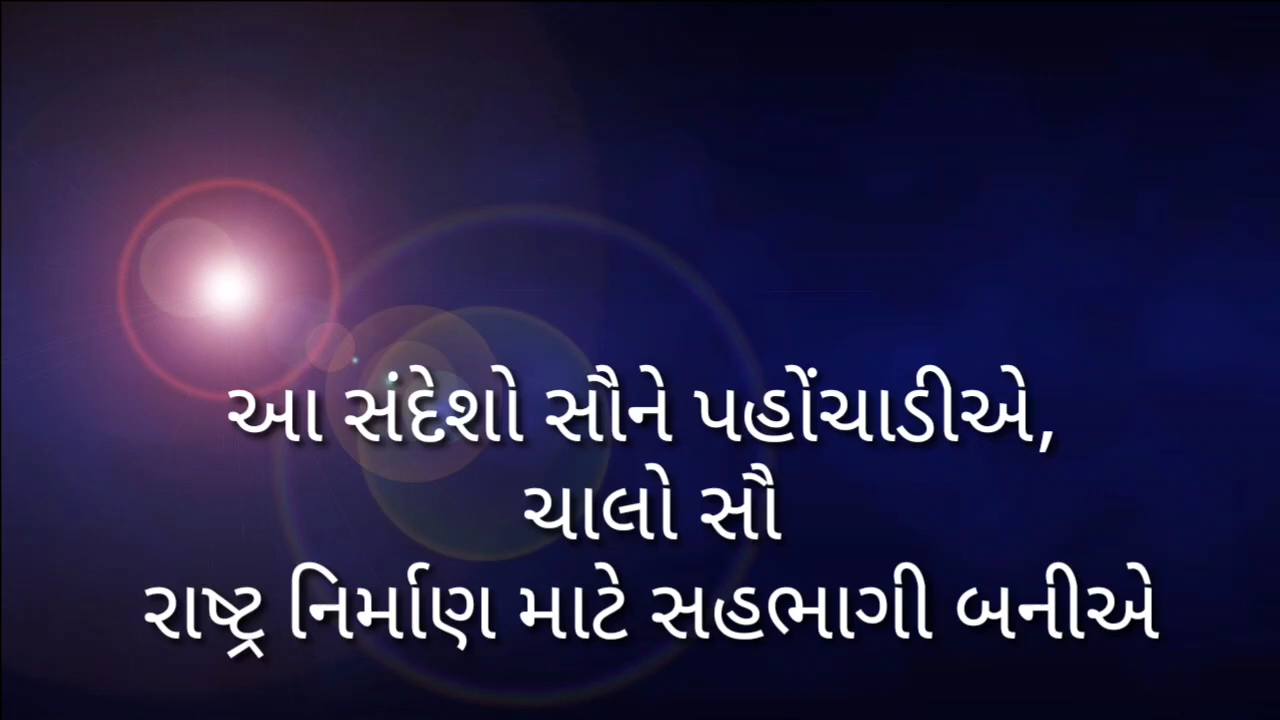 આ સંદેશો સૌને પહોંચાડીએ,
ચાલો સૌ
રાષ્ટ્ર નિર્માણ માટે સહભાગી બનીએ